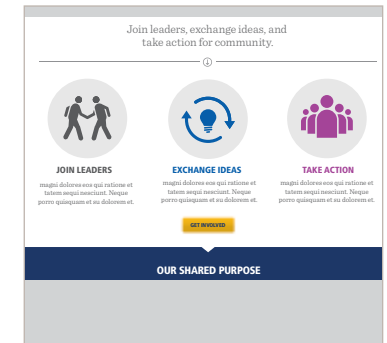 Join leaders, exchange ideas, and
take action for community.
JOIN LEADERS
magni dolores eos qui ratione et
tatem sequi nesciunt. Neque
porro quisquam et su dolorem et.
EXCHANGE IDEAS
magni dolores eos qui ratione et
tatem sequi nesciunt. Neque
porro quisquam et su dolorem et.
TAKE ACTION
magni dolores eos qui ratione et
tatem sequi nesciunt. Neque
porro quisquam et su dolorem et.
GET INVOLVED
OUR SHARED PURPOSE